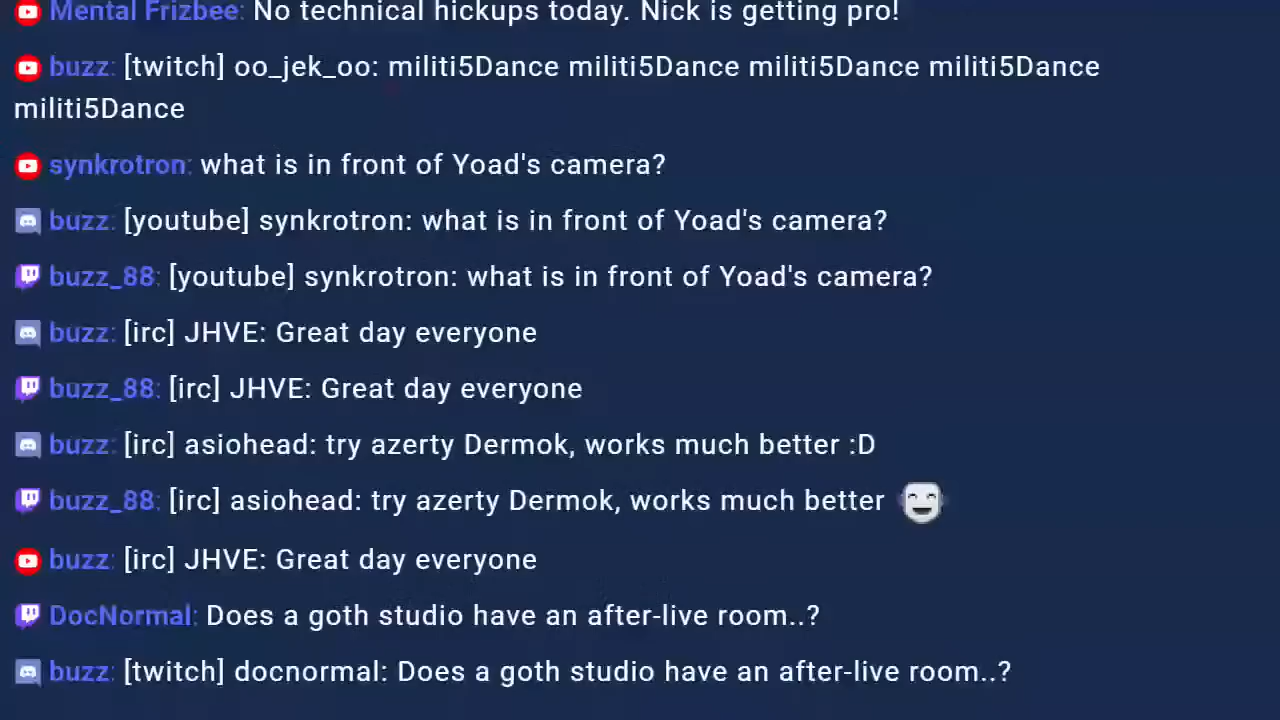 Mental Frizbee: No technical hickups today. Nick is getting pro!
buzz: [twitch] oo_jek_oo: militi5Dance militi5Dance militi5Dance militi5Dance
militi5Dance
synkrotron: what is in front of Yoad's camera?
buzz: [youtube] synkrotron: what is in front of Yoad's camera?
buzz_88: [youtube] synkrotron: what is in front of Yoad's camera?
buzz: [irc] JHVE: Great day everyone
buzz_88: [irc] JHVE: Great day everyone
buzz: [irc] asiohead: try azerty Dermok, works much better :D
buzz_88: [irc] asiohead: try azerty Dermok, works much better
buzz: [irc] JHVE: Great day everyone
DocNormal: Does a goth studio have an after-live room..?
buzz: [twitch] docnormal: Does a goth studio have an after-live room..?